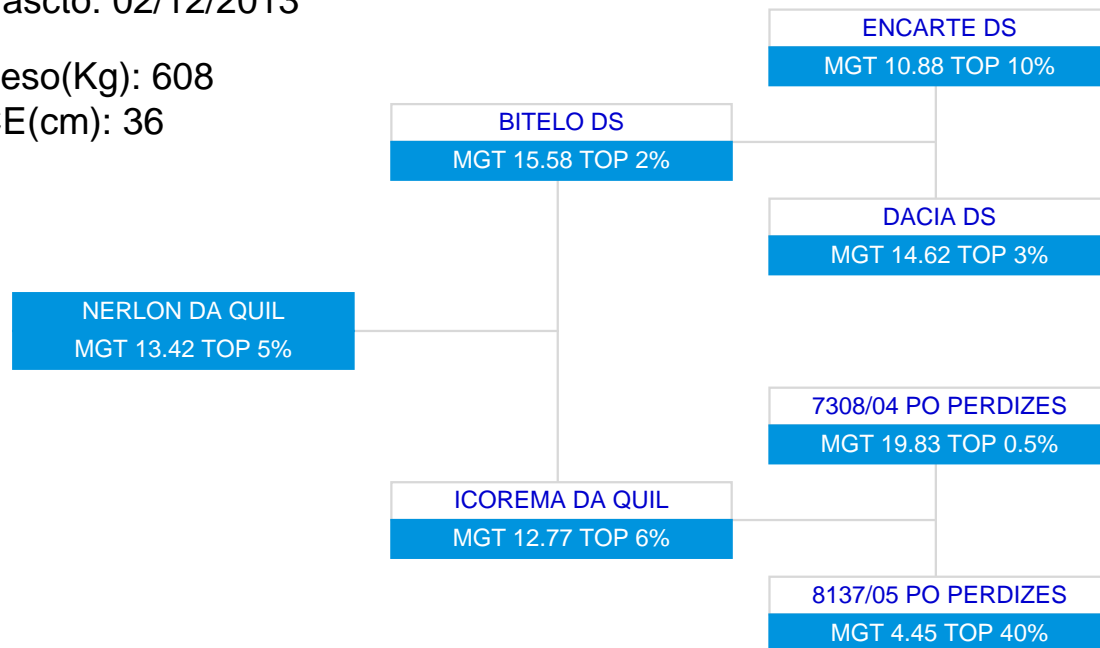 ascto: 02/12/2013
eso(Kg): 608
E(cm): 36
ENCARTE DS
MGT 10.88 TOP 10%
BITELO DS
MGT 15.58 TOP 2%
DACIA DS
MGT 14.62 TOP 3%
NERLON DA QUIL
MGT 13.42 TOP 5%
7308/04 PO PERDIZES
MGT 19.83 TOP 0.5%
ICOREMA DA QUIL
MGT 12.77 TOP 6%
8137/05 PO PERDIZES
MGT 4.45 TOP 40%